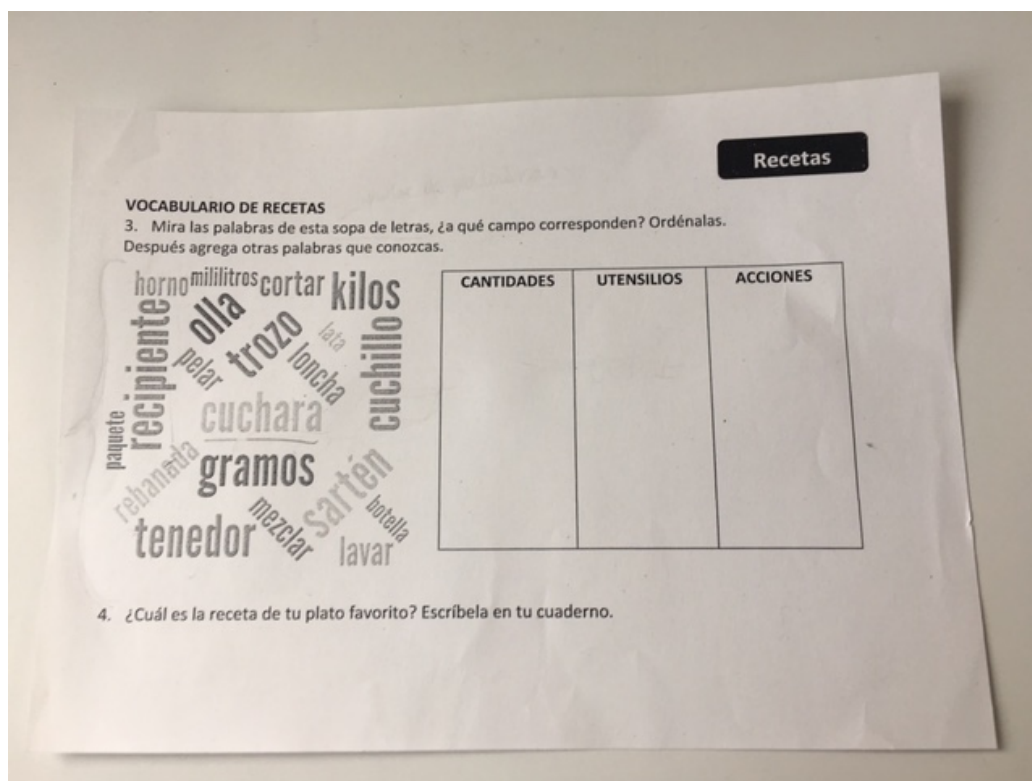 Recetas
VOCABULARIO DE RECETAS
3. Mira las palabras de esta sopa de letras, ¿a qué campo corresponden? Ordénalas.
Después agrega otras palabras que conozcas.
horno mililitros cortar kilos
recipiente
olla
pelar
trozo
lata
loncha
cuchillo
paquete
cuchara
rebanada
gramos
sartén
tenedor
mezclar
botella
lavar
CANTIDADES UTENSILIOS ACCIONES
4. ¿Cuál es la receta de tu plato favorito? Escríbela en tu cuaderno.